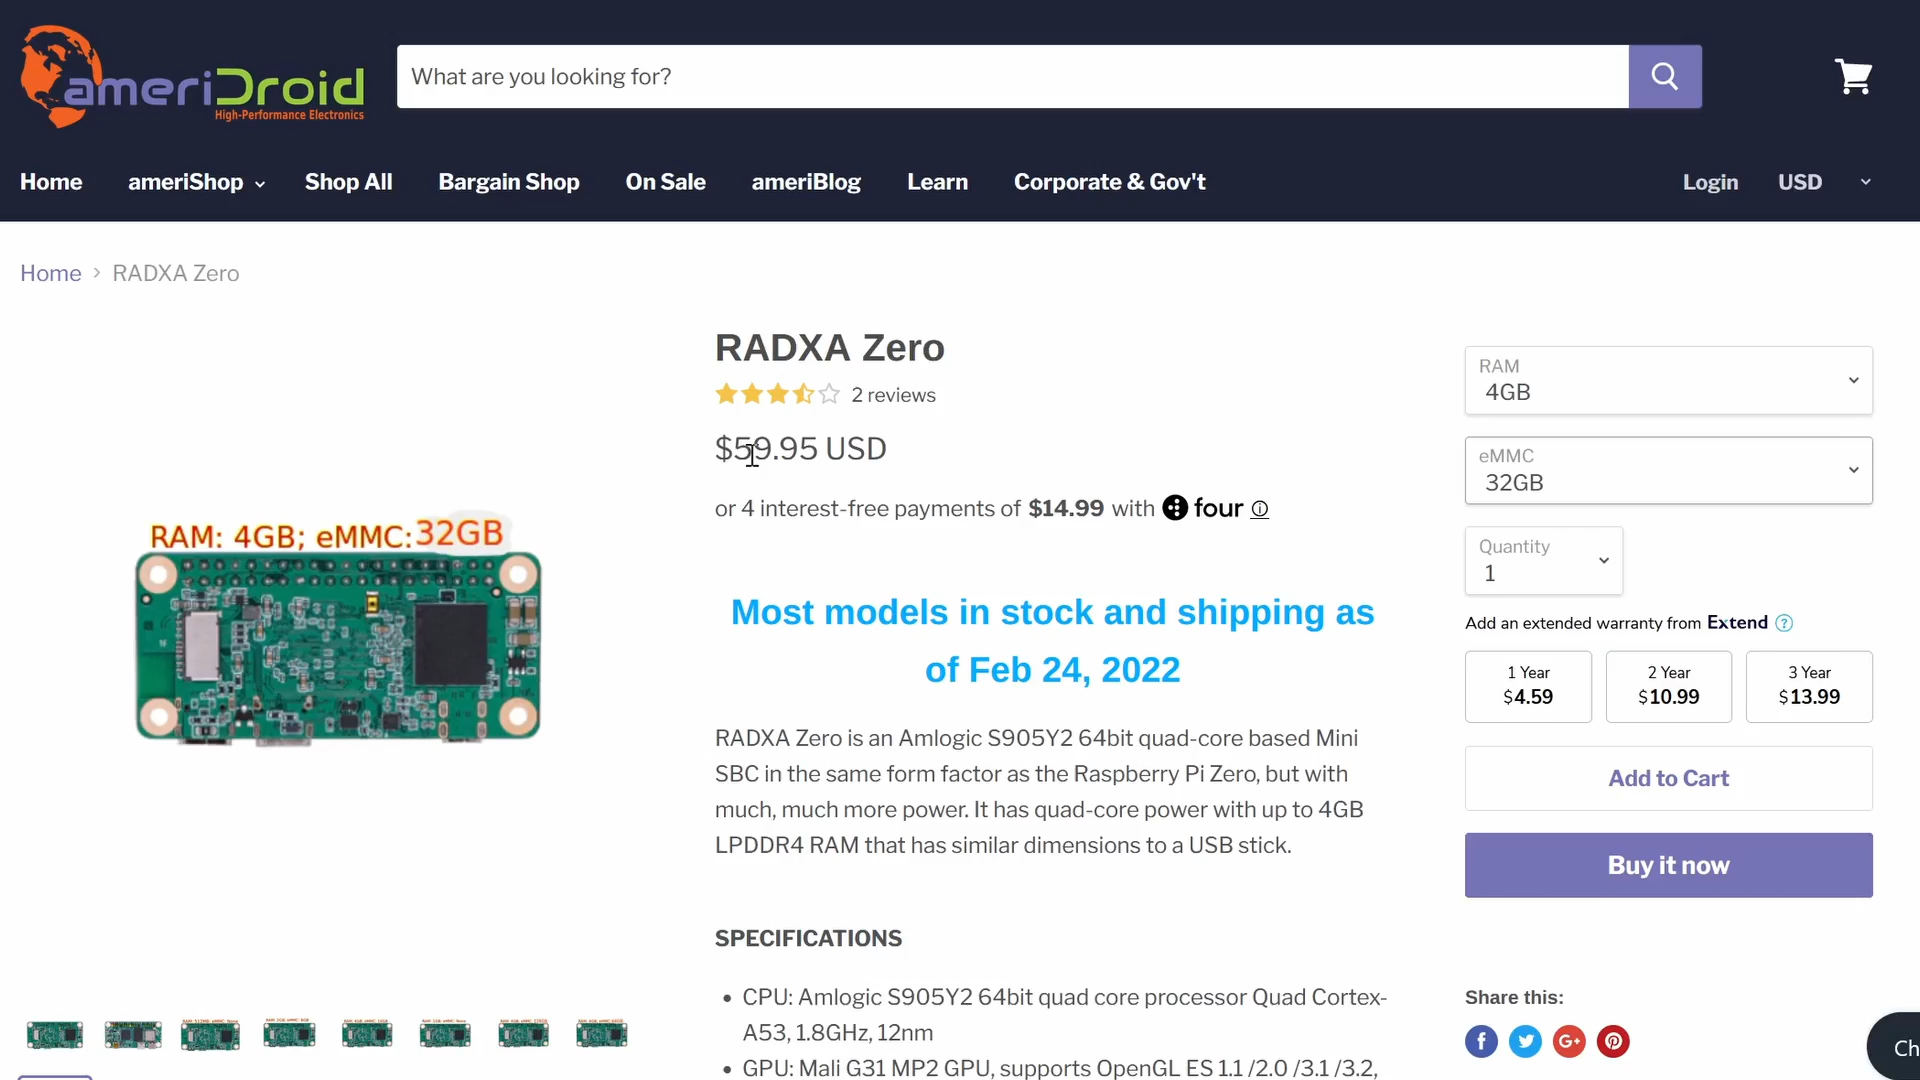 ameriDroid
High-Performance Electronics
What are you looking for?
Home
ameriShop
Shop All
Bargain Shop
On Sale
ameriBlog
Learn
Corporate & Gov't
Login
USD
Home > RADXA Zero
RAM: 4GB; eMMC: 32GB
RADXA Zero
2 reviews
$59.95 USD
or 4 interest-free payments of $14.99 with four
Most models in stock and shipping as
of Feb 24, 2022
RADXA Zero is an Amlogic S905Y2 64bit quad-core based Mini
SBC in the same form factor as the Raspberry Pi Zero, but with
much, much more power. It has quad-core power with up to 4GB
LPDDR4 RAM that has similar dimensions to a USB stick.
SPECIFICATIONS
• CPU: Amlogic S905Y2 64bit quad core processor Quad Cortex-
A53, 1.8GHz, 12nm
• GPU: Mali G31 MP2 GPU, supports OpenGL ES 1.1 /2.0 /3.1 /3.2,
RAM
4GB
eMMC
32GB
Quantity
1
Add an extended warranty from Extend ?
1 Year
$4.59
2 Year
$10.99
3 Year
$13.99
Add to Cart
Buy it now
Share this:
Ch